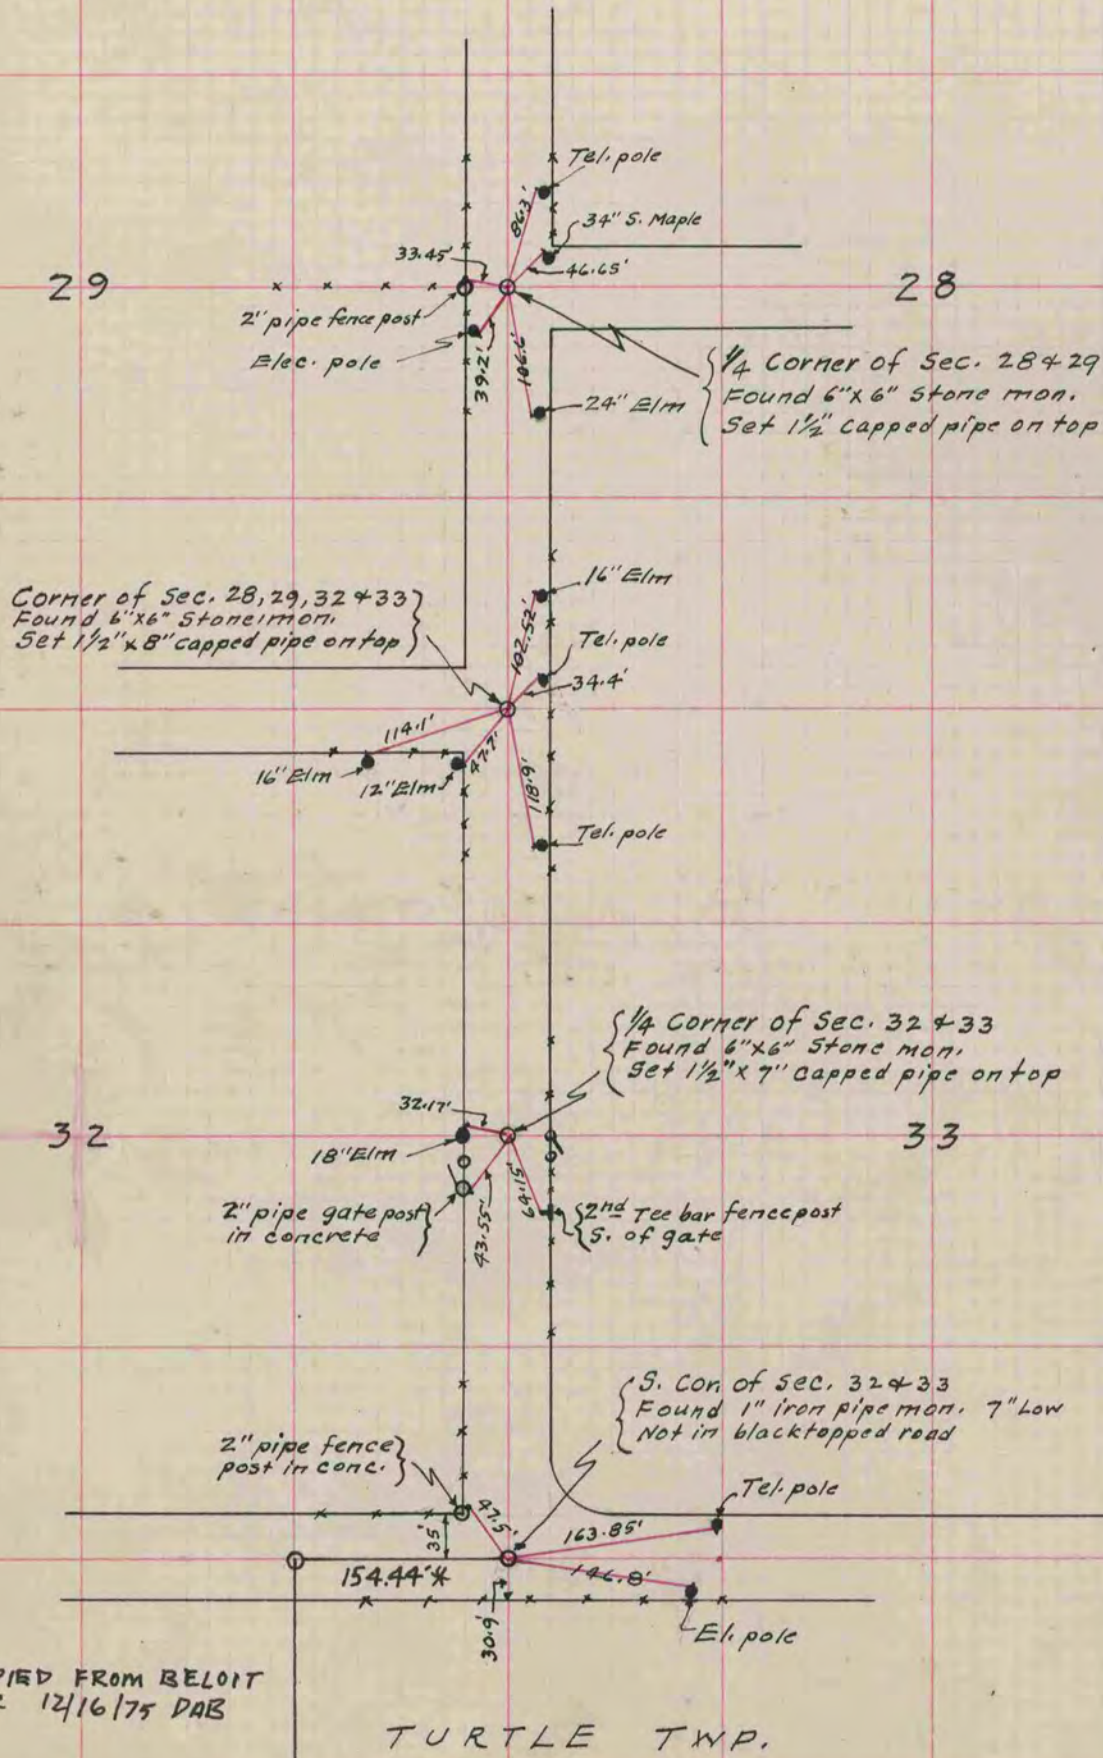 Tel. pole
86.3'
34" S. Maple
33.45'
46.65'
29
28
2" pipe fence post
Elec. pole
39.2'
24" Elm
1/4 Corner of Sec. 28 & 29
Found 6"x6" Stone mon.
Set 1½" capped pipe on top
16" Elm
Corner of Sec. 28, 29, 32 & 33
Found 6"x6" Stone mon.
Set 1½"x8" capped pipe on top
102.52'
Tel. pole
34.4'
114.1'
47.7'
16" Elm
12" Elm
118.9'
Tel. pole
1/4 Corner of Sec. 32 & 33
Found 6"x6" Stone mon.
Set 1½"x7" capped pipe on top
32.17'
32
33
18" Elm
2" pipe gate post
in concrete
43.55'
64.15'
2nd Tee bar fence post
S. of gate
S. Cor. of Sec. 32 & 33
Found 1" iron pipe mon. 7" Low
Not in blacktopped road
2" pipe fence
post in conc.
Tel. pole
47.5'
35'
163.85'
154.44'*
146.8'
30.9'
El. pole
FROM BELOIT
12/16/75 DAB
TURTLE TWP.